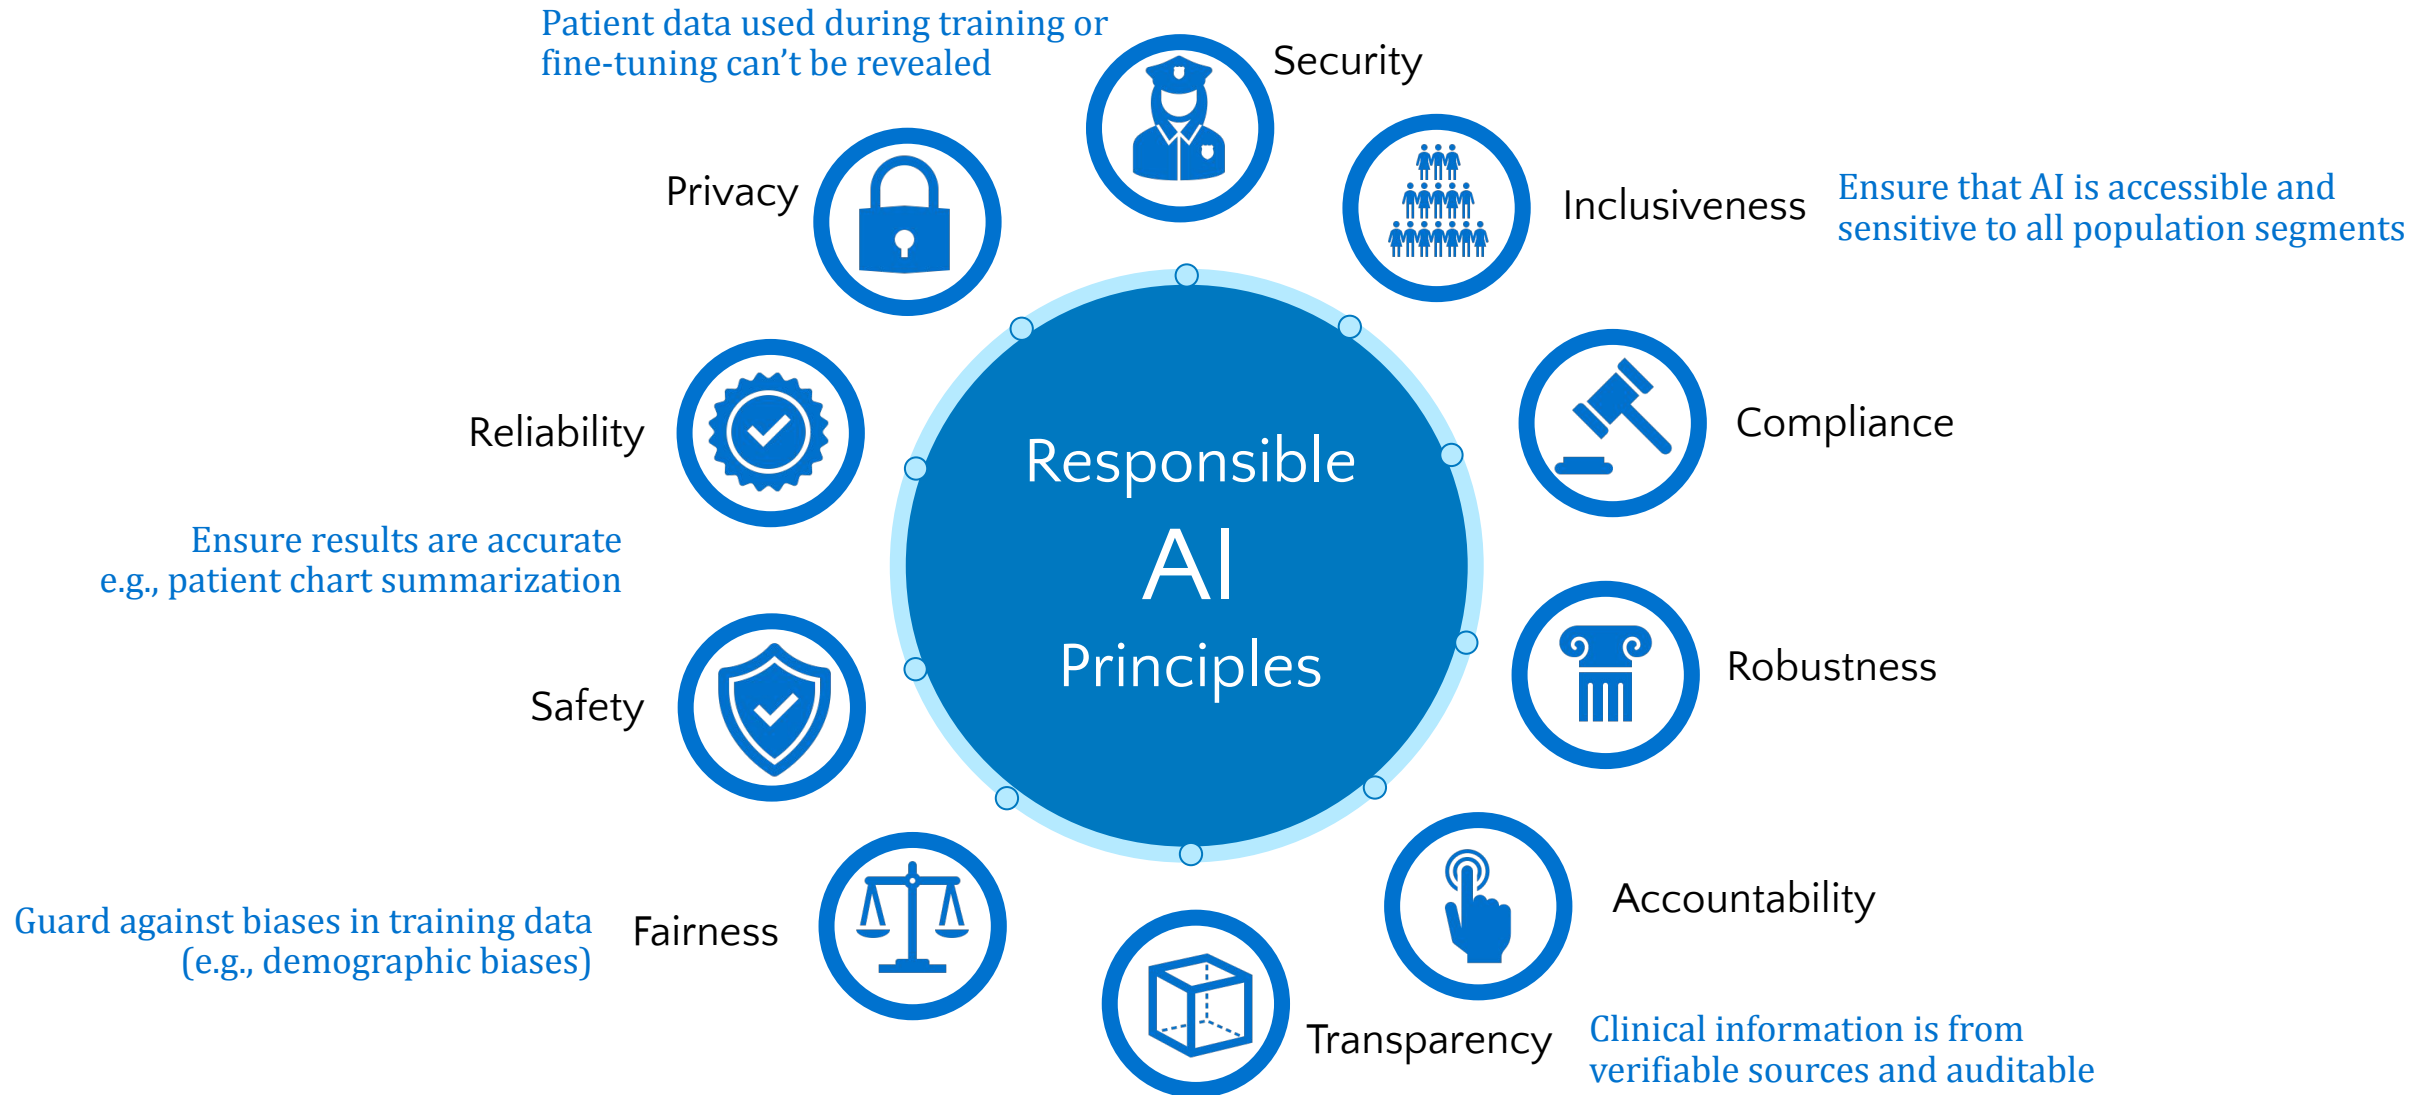 Patient data used during training or
fine-tuning can’t be revealed
Security
Privacy
Inclusiveness
Ensure that AI is accessible and
sensitive to all population segments
Reliability
Compliance
Ensure results are accurate
e.g., patient chart summarization
Responsible
AI
Principles
Safety
Robustness
Guard against biases in training data
(e.g., demographic biases)
Fairness
Accountability
Transparency
Clinical information is from
verifiable sources and auditable